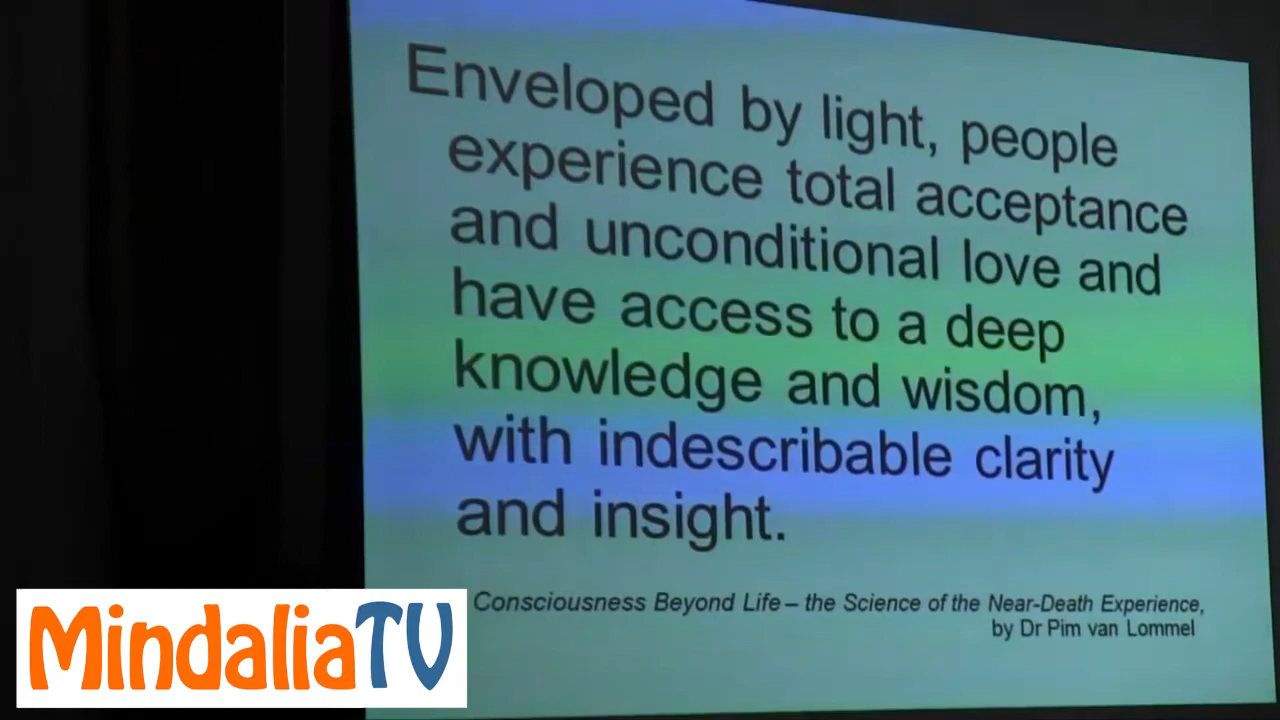 Enveloped by light, people
experience total acceptance
and unconditional love and
have access to a deep
knowledge and wisdom,
with indescribable clarity
and insight.
Consciousness Beyond Life – the Science of the Near-Death Experience,
by Dr Pim van Lommel
MindaliaTV